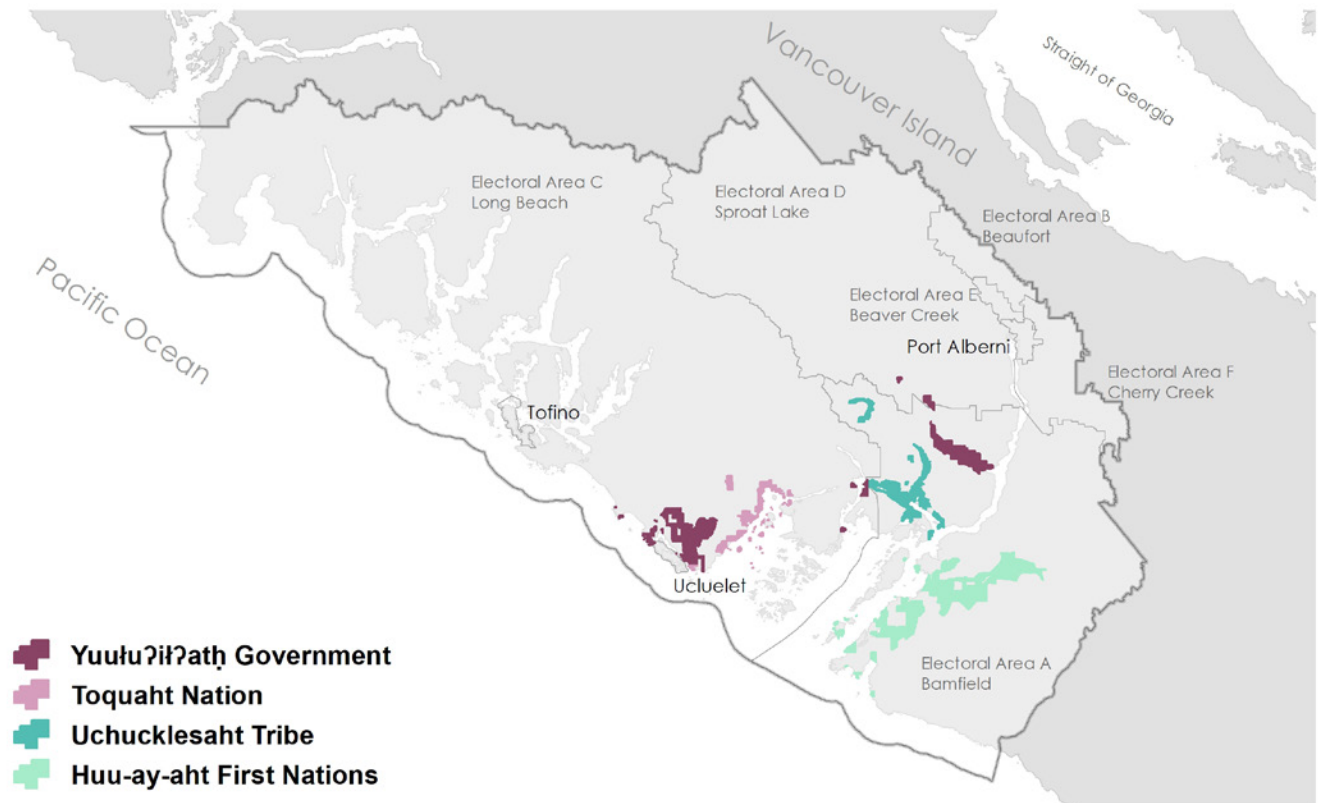 Vancouver Island
Straight of Georgia
Pacific Ocean
Electoral Area C
Long Beach
Electoral Area D
Sproat Lake
Electoral Area B
Beaufort
Electoral Area E
Beaver Creek
Port Alberni
Electoral Area F
Cherry Creek
Tofino
Ucluelet
Electoral Area A
Bamfield
Yuułuʔiłʔatḥ Government
Toquaht Nation
Uchucklesaht Tribe
Huu-ay-aht First Nations